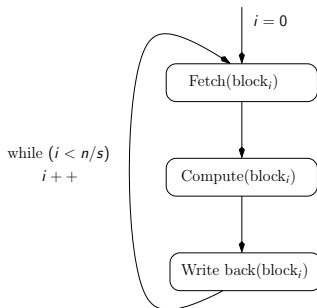 i = 0
Fetch(block_i)
while (i < n/s)
i + +
Compute(block_i)
Write back(block_i)